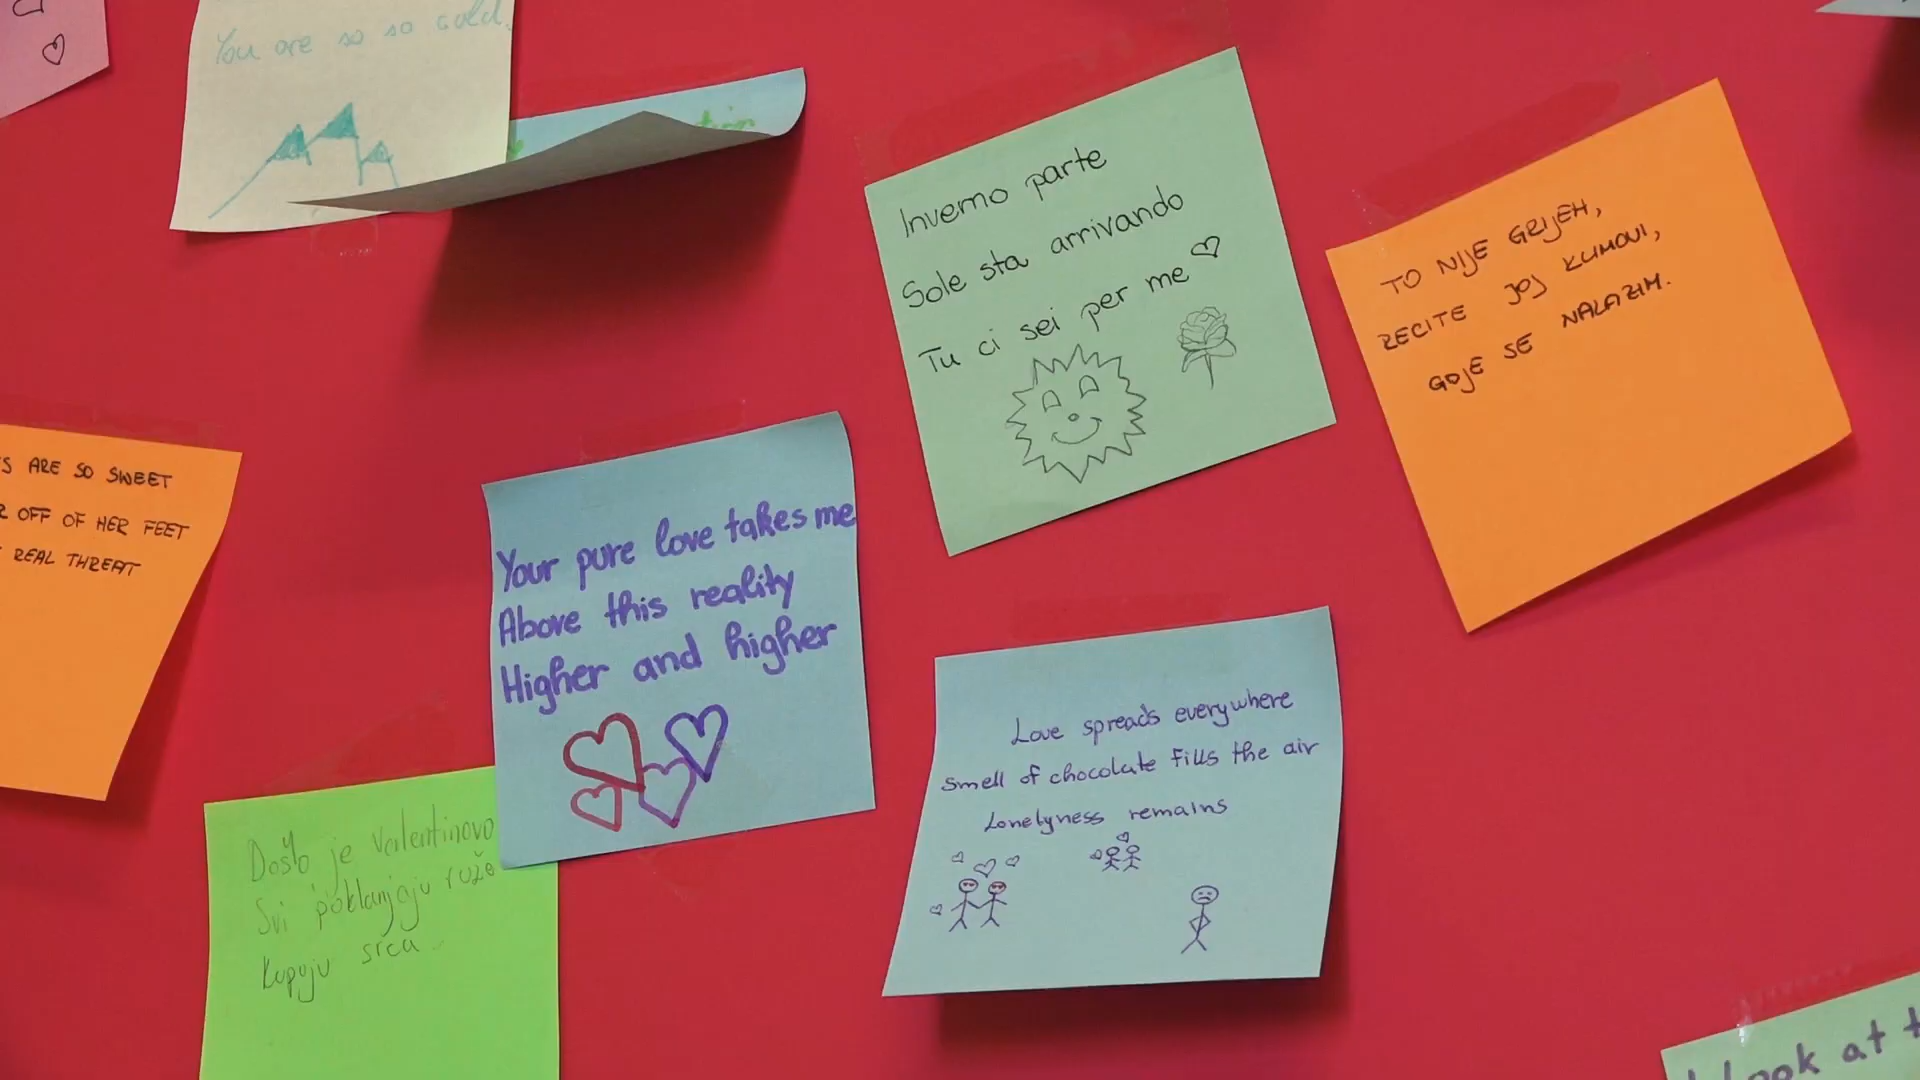 You are so so cold.
Inverno parte
Sole sta arrivando
Tu ci sei per me
TO NIJE GRIJEH,
RECITE JOJ KUMOVI,
GDJE SE NALAZIM.
S ARE SO SWEET
R OFF OF HER FEET
REAL THREAT
Your pure love takes me
Above this reality
Higher and higher
Love spreads everywhere
smell of chocolate fills the air
Lonelyness remains
Došlo je Valentinovo
Svi poklanjaju ruže
Kupuju srca
Look at t